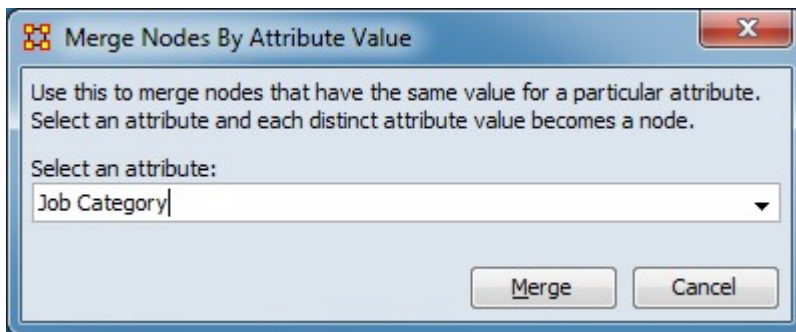 Merge Nodes By Attribute Value
Use this to merge nodes that have the same value for a particular attribute.
Select an attribute and each distinct attribute value becomes a node.
Select an attribute:
Job Category
Merge
Cancel